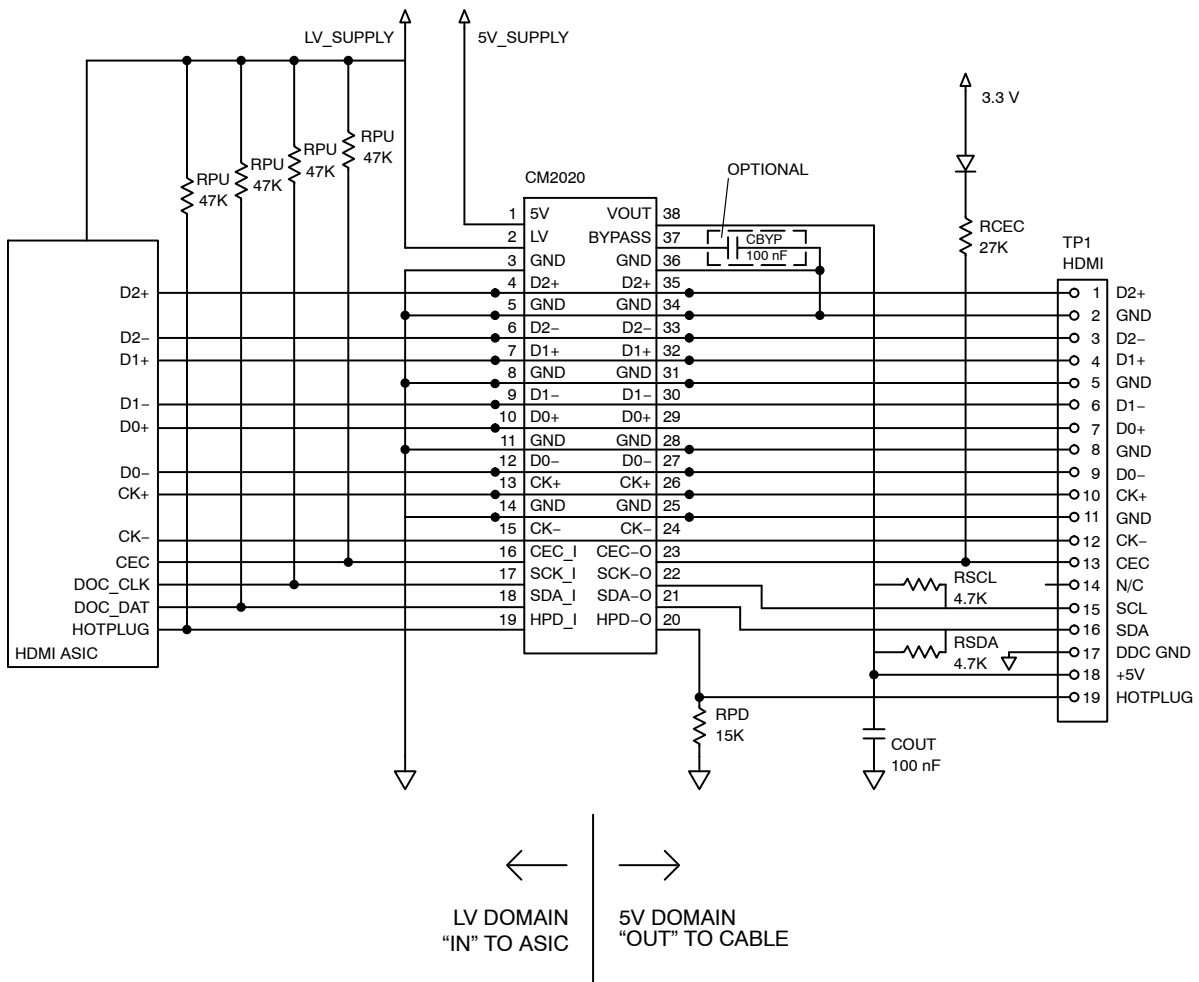 LV_SUPPLY
5V_SUPPLY
3.3 V
RPU
47K
RPU
47K
RPU
47K
RPU
47K
OPTIONAL
CM2020
CBYP
100 nF
RCEC
27K
TP1
HDMI
1 5V VOUT 38
2 LV BYPASS 37
3 GND GND 36
4 D2+ D2+ 35
5 GND GND 34
6 D2− D2− 33
7 D1+ D1+ 32
8 GND GND 31
9 D1− D1− 30
10 D0+ D0+ 29
11 GND GND 28
12 D0− D0− 27
13 CK+ CK+ 26
14 GND GND 25
15 CK− CK− 24
16 CEC_I CEC−O 23
17 SCK_I SCK−O 22
18 SDA_I SDA−O 21
19 HPD_I HPD−O 20
D2+
D2−
D1+
D1−
D0+
D0−
CK+
CK−
CEC
DOC_CLK
DOC_DAT
HOTPLUG
HDMI ASIC
1 D2+
2 GND
3 D2−
4 D1+
5 GND
6 D1−
7 D0+
8 GND
9 D0−
10 CK+
11 GND
12 CK−
13 CEC
14 N/C
15 SCL
16 SDA
17 DDC GND
18 +5V
19 HOTPLUG
RSCL
4.7K
RSDA
4.7K
RPD
15K
COUT
100 nF
LV DOMAIN
“IN” TO ASIC
5V DOMAIN
“OUT” TO CABLE